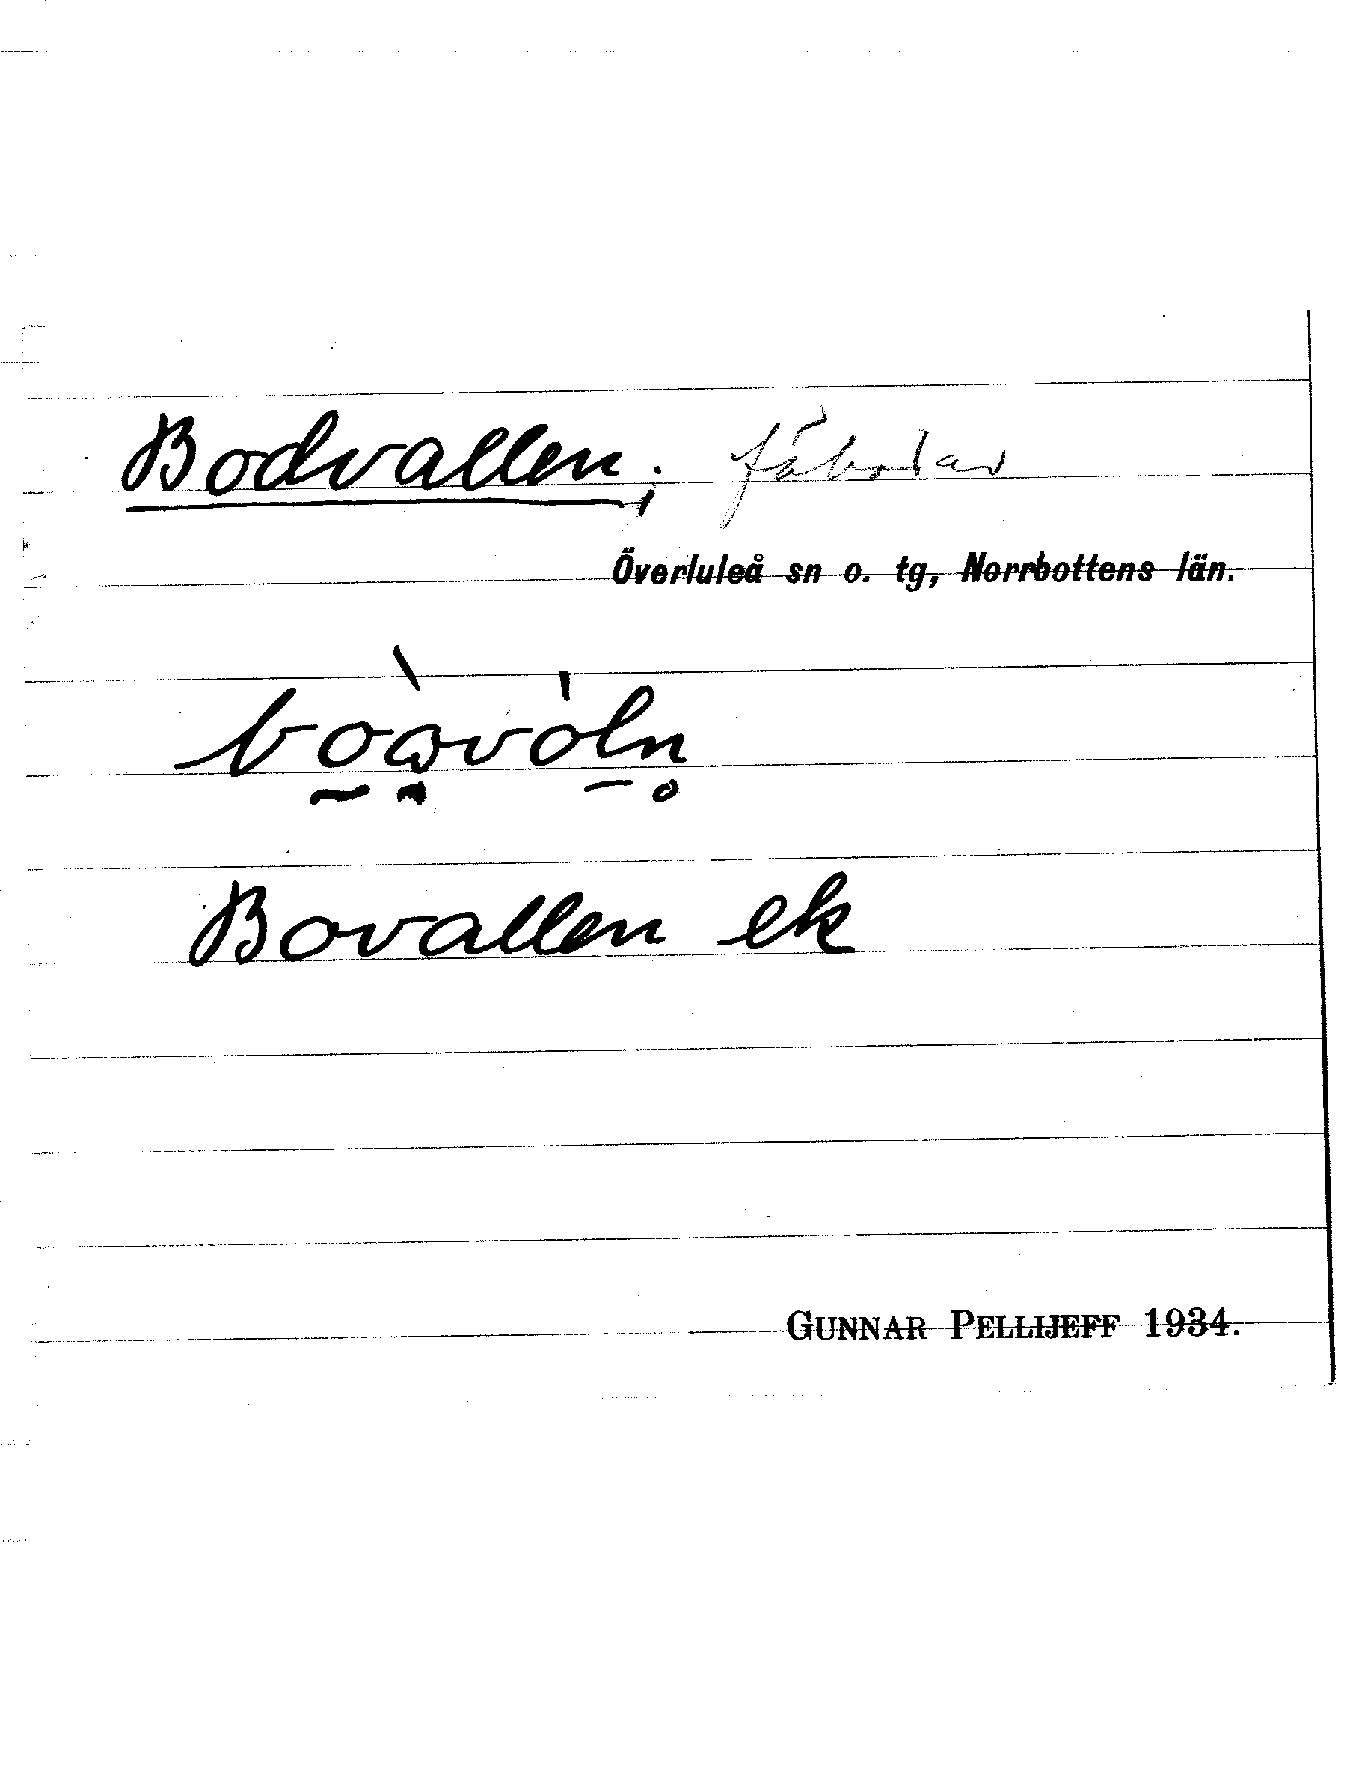 Bodvallen; fäbodar
Överluleå sn o. tg, Norrbottens län.
Bovallen ek
GUNNAR PELLIJEFF 1934.